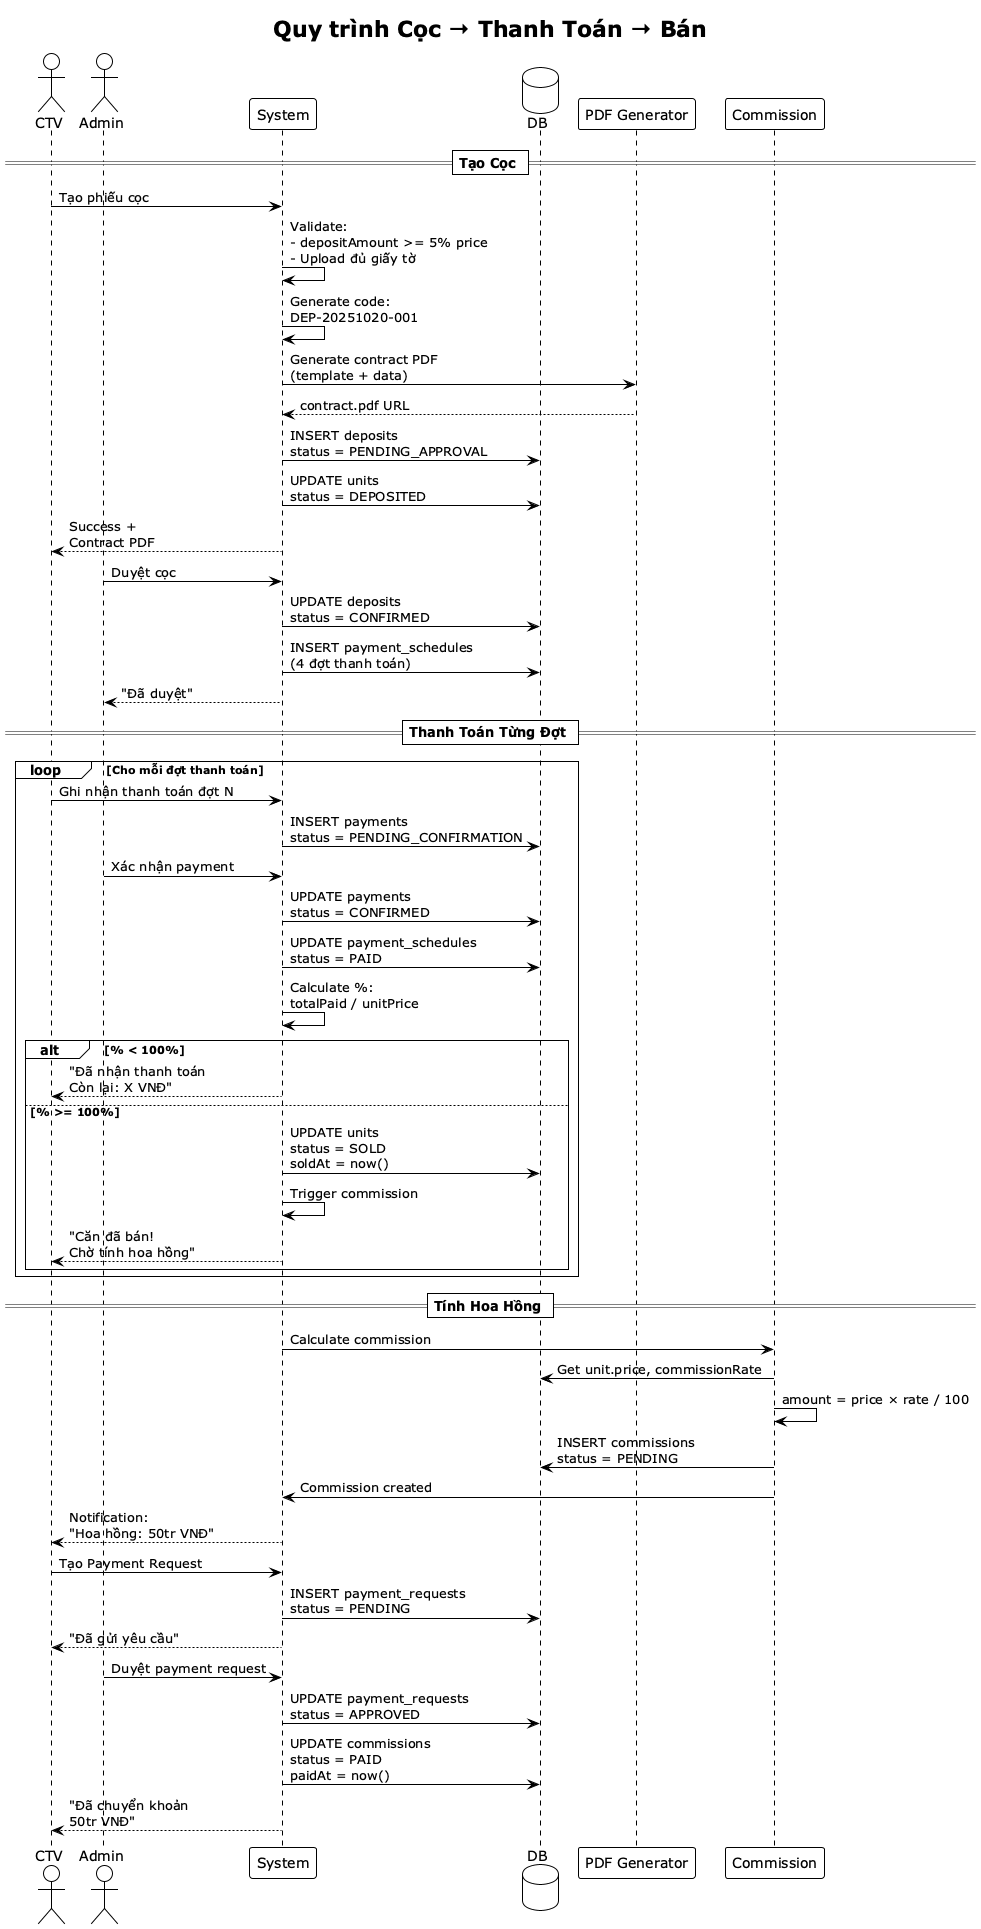 Quy trình Cọc → Thanh Toán → Bán
CTV
Admin
System
DB
PDF Generator
Commission
Tạo Cọc
Tạo phiếu cọc
Validate:
- depositAmount >= 5% price
- Upload đủ giấy tờ
Generate code:
DEP-20251020-001
Generate contract PDF
(template + data)
contract.pdf URL
INSERT deposits
status = PENDING_APPROVAL
UPDATE units
status = DEPOSITED
Success +
Contract PDF
Duyệt cọc
UPDATE deposits
status = CONFIRMED
INSERT payment_schedules
(4 đợt thanh toán)
"Đã duyệt"
Thanh Toán Từng Đợt
loop
[Cho mỗi đợt thanh toán]
Ghi nhận thanh toán đợt N
INSERT payments
status = PENDING_CONFIRMATION
Xác nhận payment
UPDATE payments
status = CONFIRMED
UPDATE payment_schedules
status = PAID
Calculate %:
totalPaid / unitPrice
alt
[% < 100%]
"Đã nhận thanh toán
Còn lại: X VNĐ"
[% >= 100%]
UPDATE units
status = SOLD
soldAt = now()
Trigger commission
"Căn đã bán!
Chờ tính hoa hồng"
Tính Hoa Hồng
Calculate commission
Get unit.price, commissionRate
amount = price × rate / 100
INSERT commissions
status = PENDING
Commission created
Notification:
"Hoa hồng: 50tr VNĐ"
Tạo Payment Request
INSERT payment_requests
status = PENDING
"Đã gửi yêu cầu"
Duyệt payment request
UPDATE payment_requests
status = APPROVED
UPDATE commissions
status = PAID
paidAt = now()
"Đã chuyển khoản
50tr VNĐ"
CTV
Admin
System
DB
PDF Generator
Commission